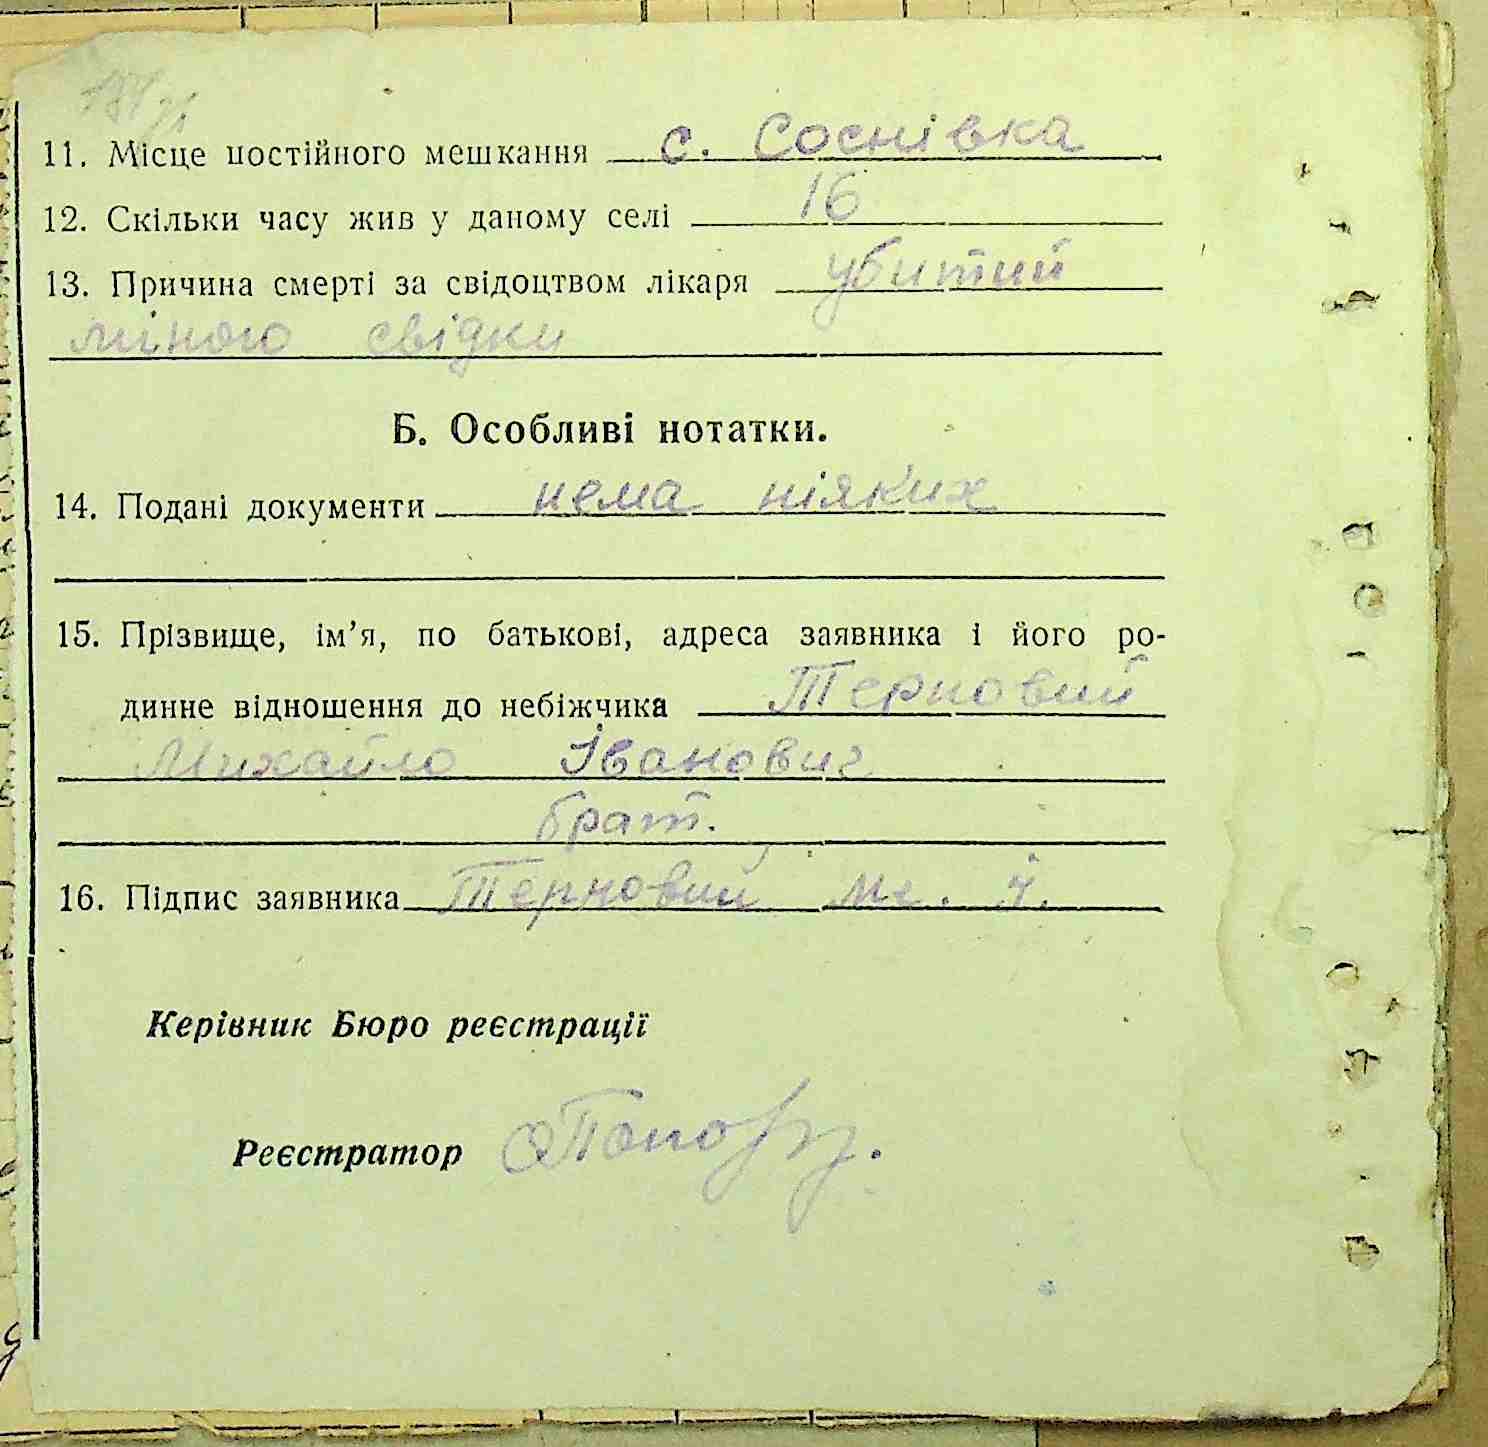 11. Місце постійного мешкання с. Соснівка
12. Скільки часу жив у даному селі 16
13. Причина смерті за свідоцтвом лікаря убитий
міною свідки
Б. Особливі нотатки.
14. Подані документи нема ніяких
15. Прізвище, ім’я, по батькові, адреса заявника і його ро-
динне відношення до небіжчика Терновий
Михайло Іванович
брат.
16. Підпис заявника Терновий М. І.
Керівник Бюро реєстрації
Реєстратор